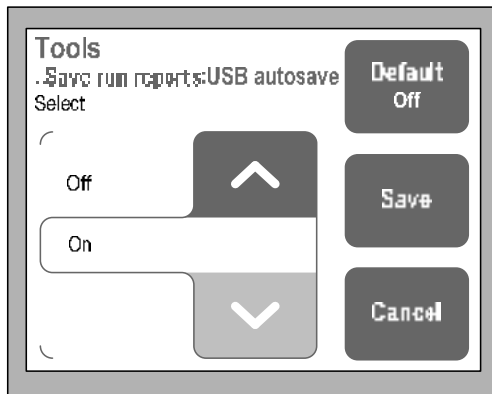 Tools
..Save run reports:USB autosave
Select
Off
On
Default
Off
Save
Cancel